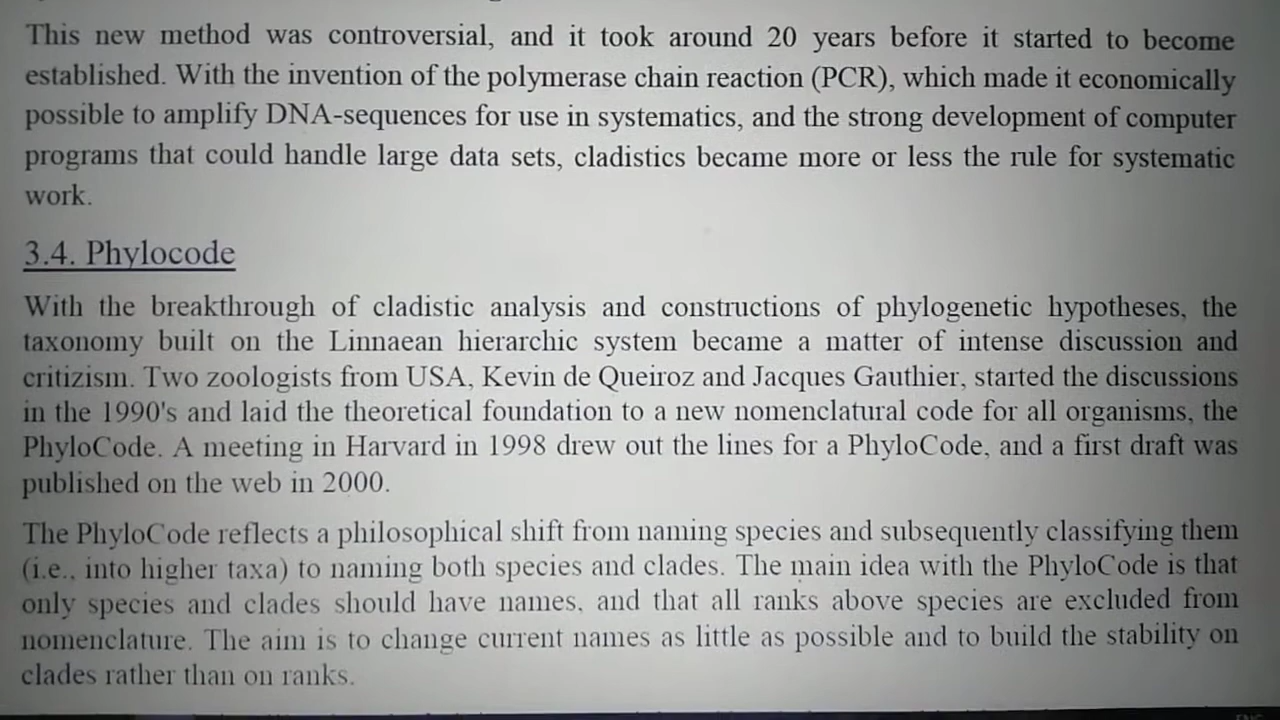 This new method was controversial, and it took around 20 years before it started to become
established. With the invention of the polymerase chain reaction (PCR), which made it economically
possible to amplify DNA-sequences for use in systematics, and the strong development of computer
programs that could handle large data sets, cladistics became more or less the rule for systematic
work.
3.4. Phylocode
With the breakthrough of cladistic analysis and constructions of phylogenetic hypotheses, the
taxonomy built on the Linnaean hierarchic system became a matter of intense discussion and
critizism. Two zoologists from USA, Kevin de Queiroz and Jacques Gauthier, started the discussions
in the 1990's and laid the theoretical foundation to a new nomenclatural code for all organisms, the
PhyloCode. A meeting in Harvard in 1998 drew out the lines for a PhyloCode, and a first draft was
published on the web in 2000.
The PhyloCode reflects a philosophical shift from naming species and subsequently classifying them
(i.e., into higher taxa) to naming both species and clades. The main idea with the PhyloCode is that
only species and clades should have names, and that all ranks above species are excluded from
nomenclature. The aim is to change current names as little as possible and to build the stability on
clades rather than on ranks.